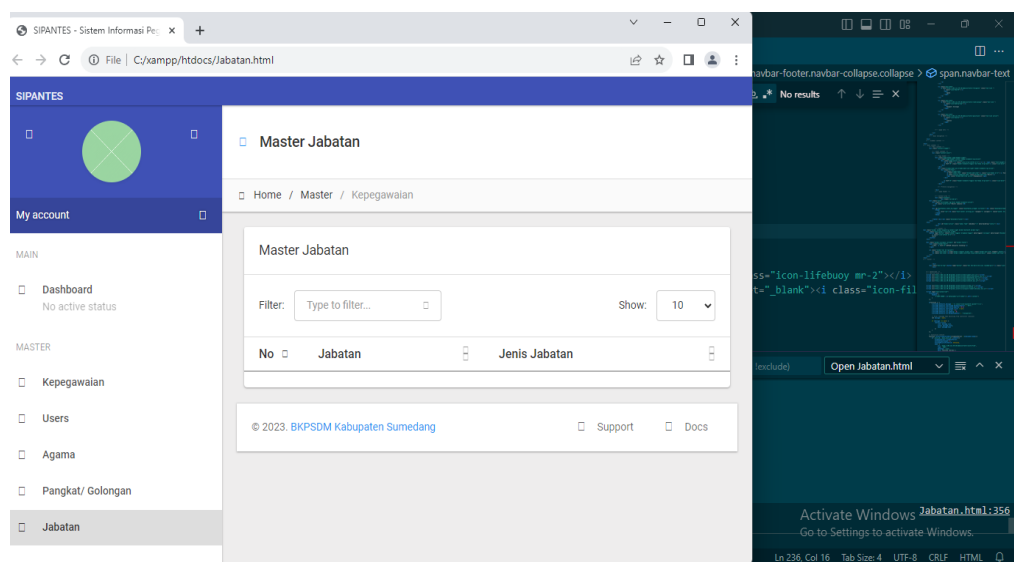 SIPANTES - Sistem Informasi Peg
File C:/xampp/htdocs/Jabatan.html
SIPANTES
My account
MAIN
Dashboard
No active status
MASTER
Kepegawaian
Users
Agama
Pangkat/ Golongan
Jabatan
Master Jabatan
Home / Master / Kepegawaian
Master Jabatan
Filter: Type to filter... Show: 10
No Jabatan Jenis Jabatan
© 2023. BKPSDM Kabupaten Sumedang Support Docs
navbar-footer.navbar-collapse.collapse > span.navbar-text
No results
ss="icon-lifebuoy mr-2"></i>
t="_blank"><i class="icon-fil
exclude) Open Jabatan.html
Jabatan.html:356
Activate Windows
Go to Settings to activate Windows.
Ln 236, Col 16 Tab Size: 4 UTF-8 CRLF HTML